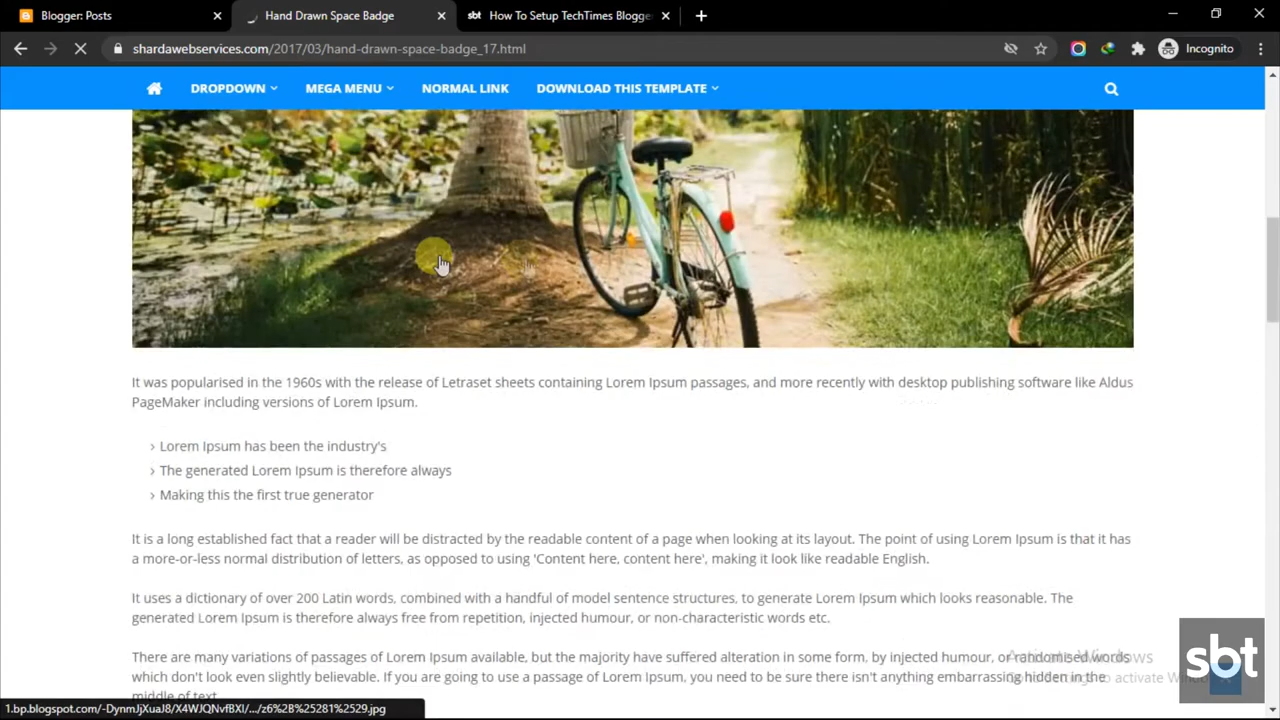 Blogger: Posts
Hand Drawn Space Badge
sbt How To Setup TechTimes Blogge
shardawebservices.com/2017/03/hand-drawn-space-badge_17.html
Incognito
DROPDOWN
MEGA MENU
NORMAL LINK
DOWNLOAD THIS TEMPLATE
It was popularised in the 1960s with the release of Letraset sheets containing Lorem Ipsum passages, and more recently with desktop publishing software like Aldus
PageMaker including versions of Lorem Ipsum.
› Lorem Ipsum has been the industry's
› The generated Lorem Ipsum is therefore always
› Making this the first true generator
It is a long established fact that a reader will be distracted by the readable content of a page when looking at its layout. The point of using Lorem Ipsum is that it has
a more-or-less normal distribution of letters, as opposed to using 'Content here, content here', making it look like readable English.
It uses a dictionary of over 200 Latin words, combined with a handful of model sentence structures, to generate Lorem Ipsum which looks reasonable. The
generated Lorem Ipsum is therefore always free from repetition, injected humour, or non-characteristic words etc.
There are many variations of passages of Lorem Ipsum available, but the majority have suffered alteration in some form, by injected humour, or randomised words
which don't look even slightly believable. If you are going to use a passage of Lorem Ipsum, you need to be sure there isn't anything embarrassing hidden in the
middle of text.
Activate Windows
Go to Settings to activate Windows
sbt
1.bp.blogspot.com/-DynmJjXuaJ8/X4WJQNvfBXI/.../z6%2B%25281%2529.jpg